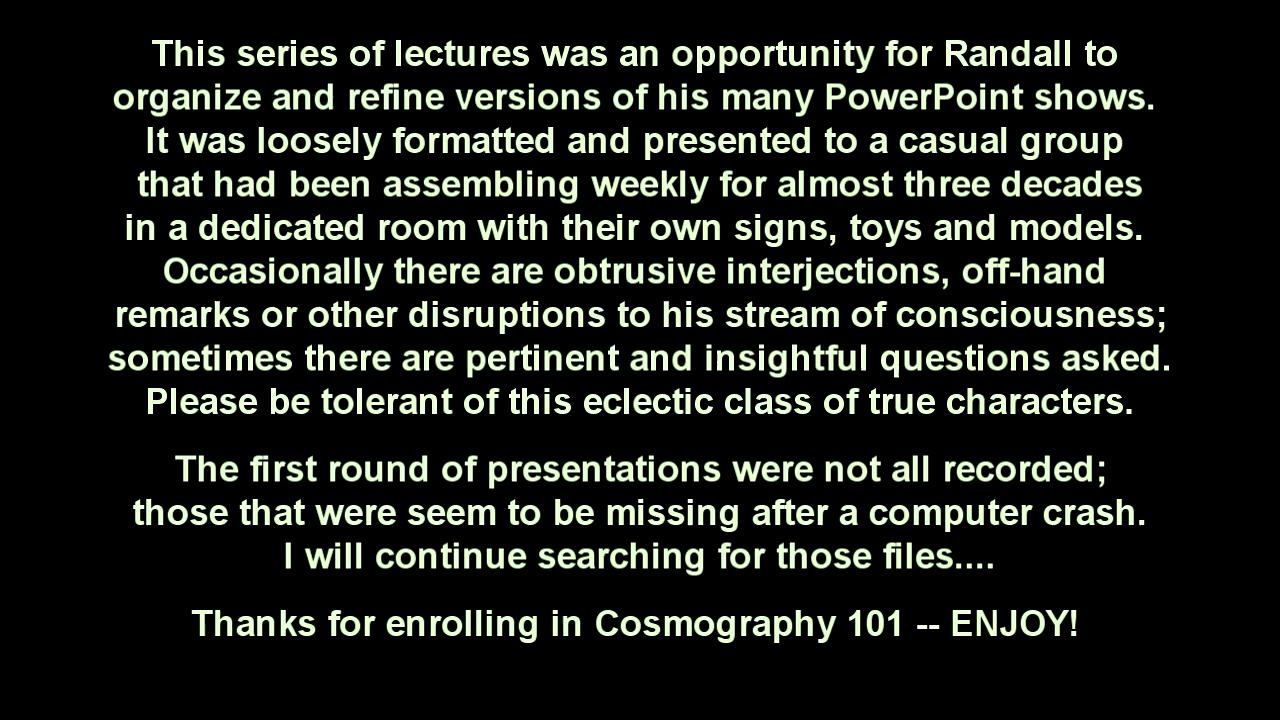 This series of lectures was an opportunity for Randall to
organize and refine versions of his many PowerPoint shows.
It was loosely formatted and presented to a casual group
that had been assembling weekly for almost three decades
in a dedicated room with their own signs, toys and models.
Occasionally there are obtrusive interjections, off-hand
remarks or other disruptions to his stream of consciousness;
sometimes there are pertinent and insightful questions asked.
Please be tolerant of this eclectic class of true characters.
The first round of presentations were not all recorded;
those that were seem to be missing after a computer crash.
I will continue searching for those files....
Thanks for enrolling in Cosmography 101 -- ENJOY!